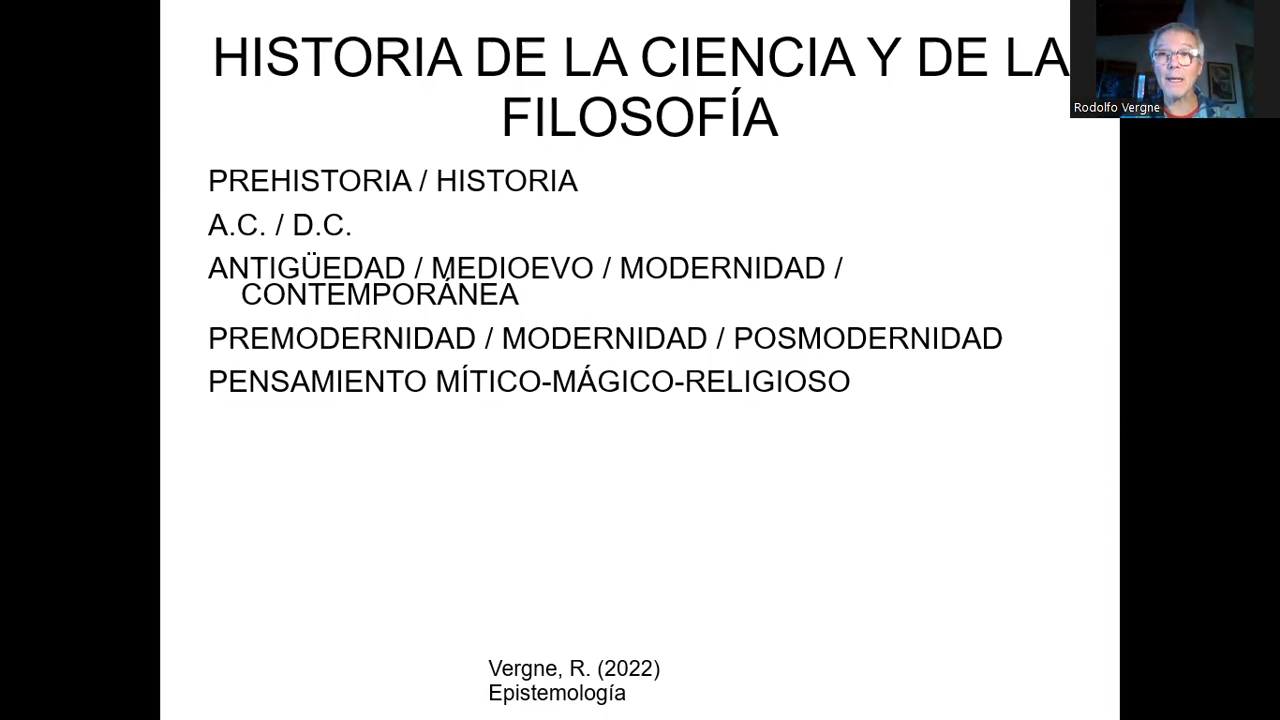 HISTORIA DE LA CIENCIA Y DE LA
FILOSOFÍA
Rodolfo Vergne
PREHISTORIA / HISTORIA
A.C. / D.C.
ANTIGÜEDAD / MEDIOEVO / MODERNIDAD /
CONTEMPORÁNEA
PREMODERNIDAD / MODERNIDAD / POSMODERNIDAD
PENSAMIENTO MÍTICO-MÁGICO-RELIGIOSO
Vergne, R. (2022)
Epistemología